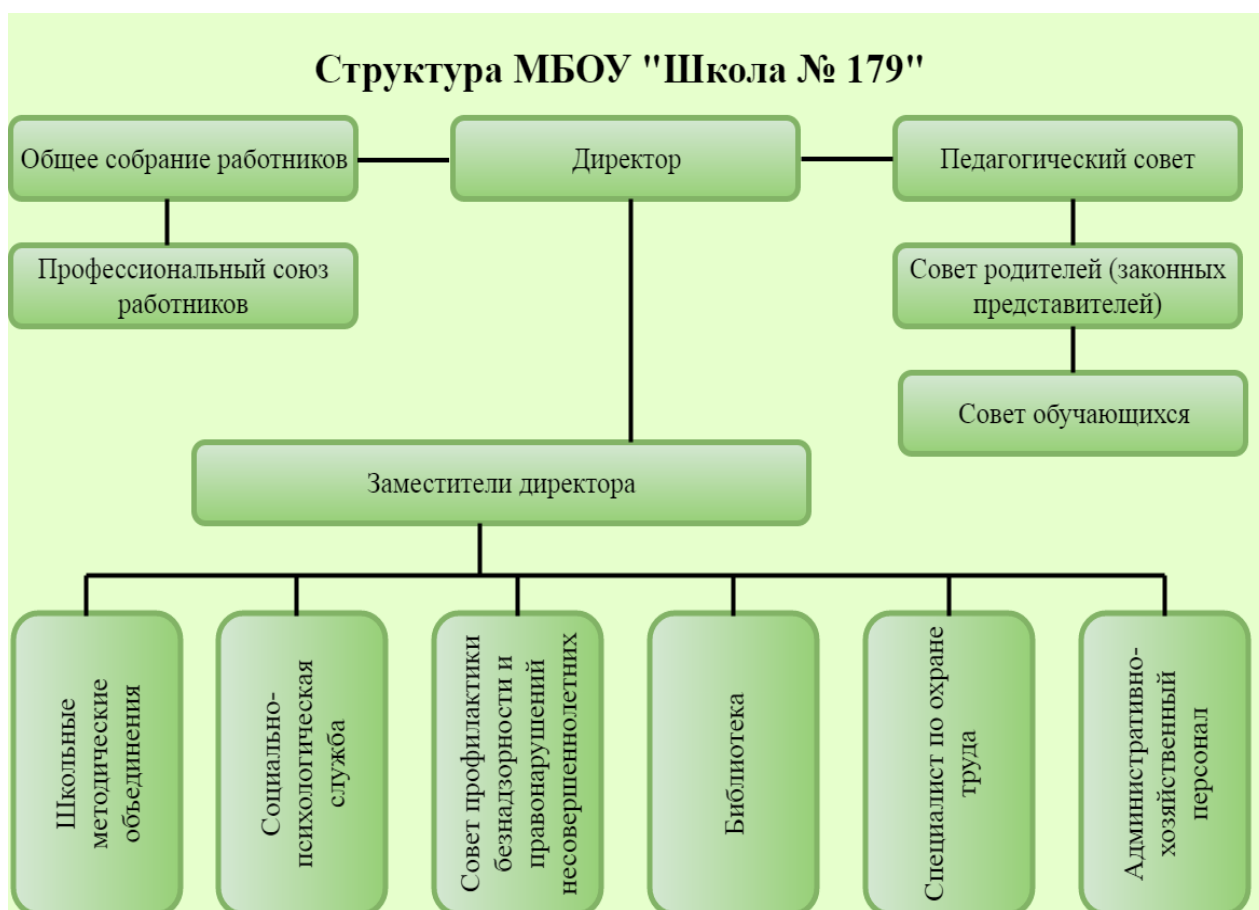 Структура МБОУ "Школа № 179"
Общее собрание работников
Директор
Педагогический совет
Профессиональный союз
работников
Совет родителей (законных
представителей)
Совет обучающихся
Заместители директора
Школьные
методические
объединения
Социально-
психологическая
служба
Совет профилактики
безнадзорности и
правонарушений
несовершеннолетних
Библиотека
Специалист по охране
труда
Административно-
хозяйственный
персонал